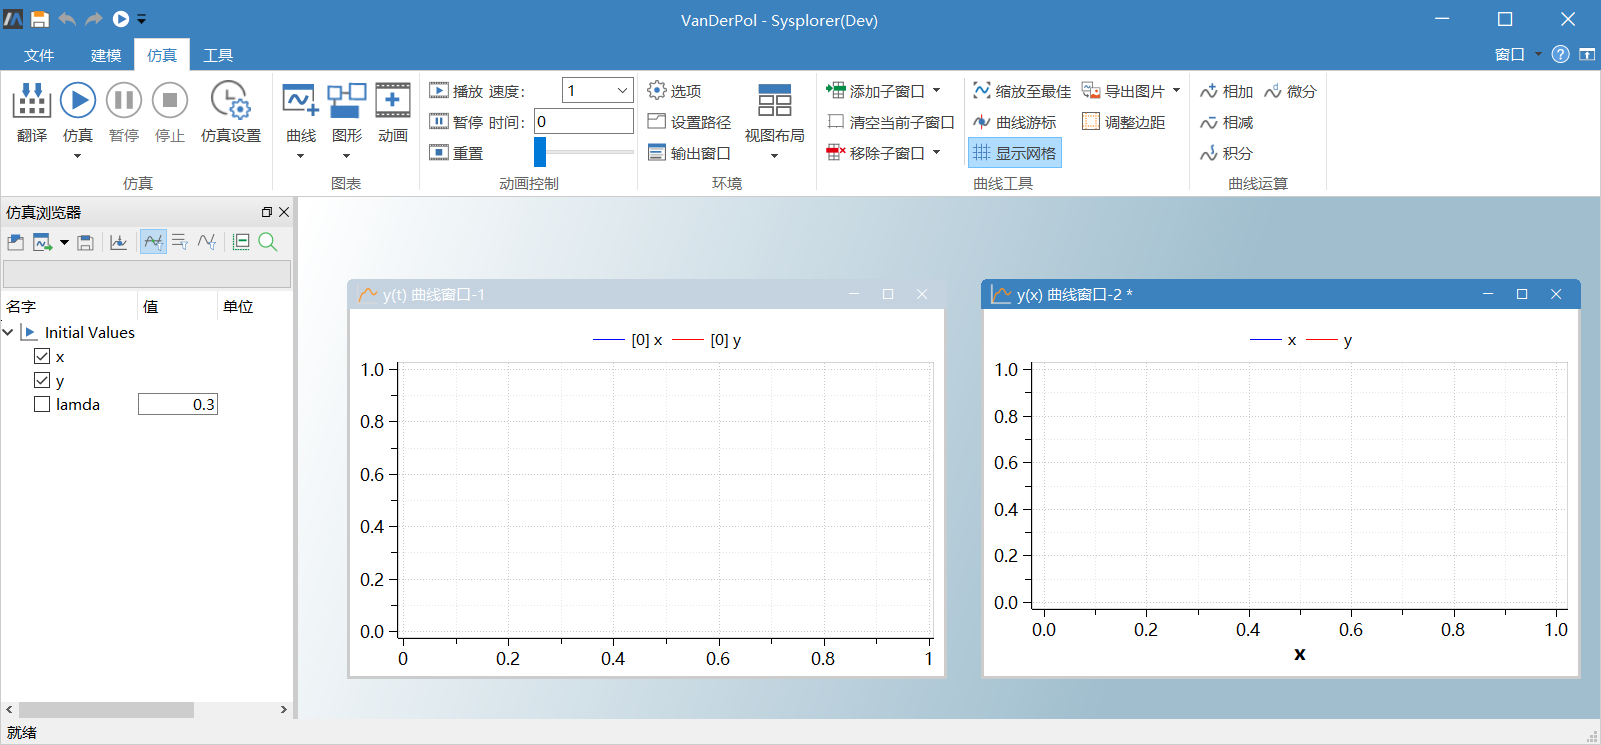 VanDerPol - Sysplorer(Dev)
文件 建模 仿真 工具 窗口
翻译 仿真 暂停 停止 仿真设置
仿真
曲线 图形 动画
图表
播放 速度: 1
暂停 时间: 0
重置
动画控制
选项
设置路径
输出窗口
视图布局
环境
添加子窗口
清空当前子窗口
移除子窗口
缩放至最佳 导出图片
曲线游标 调整边距
显示网格
曲线工具
相加 微分
相减
积分
曲线运算
仿真浏览器
名字 值 单位
Initial Values
x
y
lamda 0.3
y(t) 曲线窗口-1
[0] x [0] y
1.0
0.8
0.6
0.4
0.2
0.0
0 0.2 0.4 0.6 0.8 1
y(x) 曲线窗口-2 *
x y
1.0
0.8
0.6
0.4
0.2
0.0
0.0 0.2 0.4 0.6 0.8 1.0
x
就绪